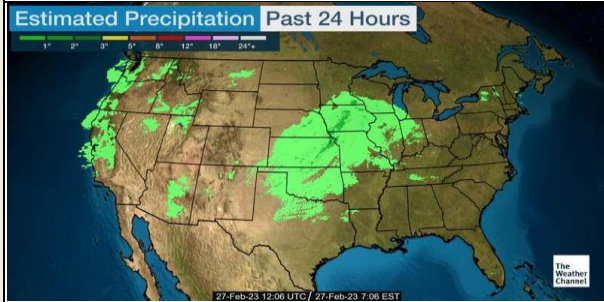 Estimated Precipitation Past 24 Hours
1" 2" 3" 5" 8" 12" 18" 24"+
The
Weather
Channel
27-Feb-23 12:06 UTC / 27-Feb-23 7:06 EST